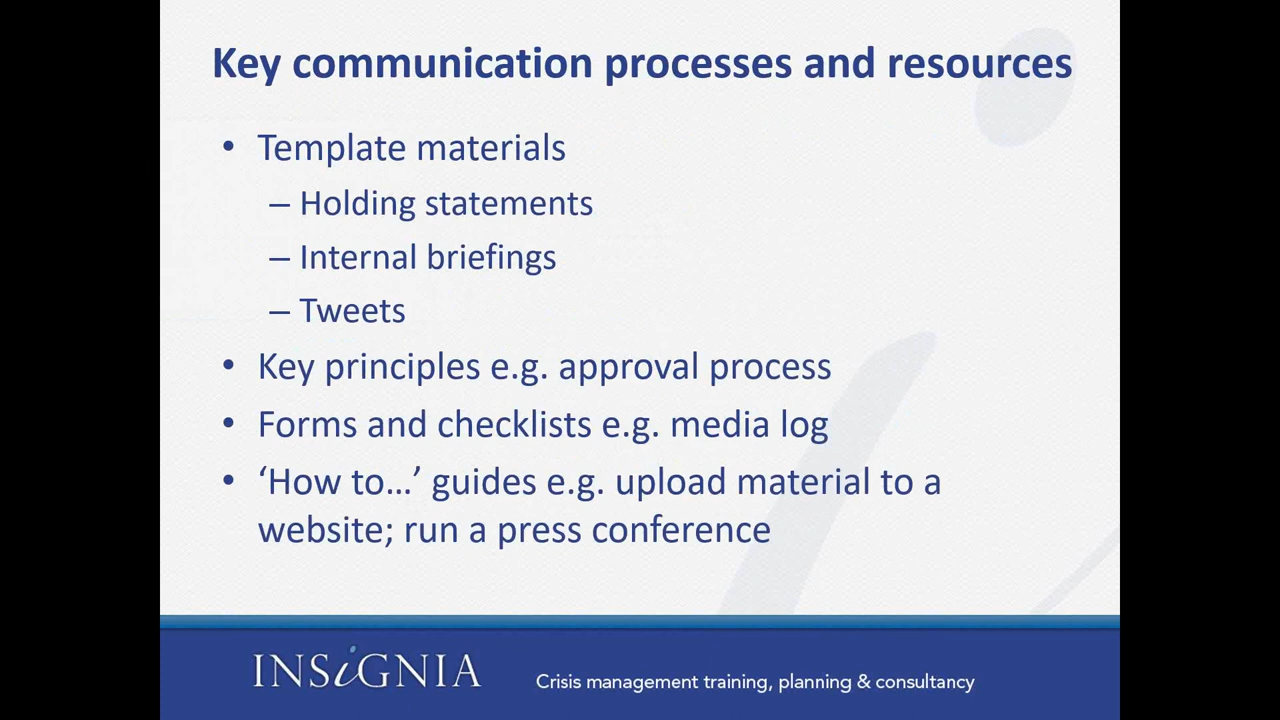 Key communication processes and resources
• Template materials
– Holding statements
– Internal briefings
– Tweets
• Key principles e.g. approval process
• Forms and checklists e.g. media log
• ‘How to…’ guides e.g. upload material to a
website; run a press conference
INSiGNIA
Crisis management training, planning & consultancy